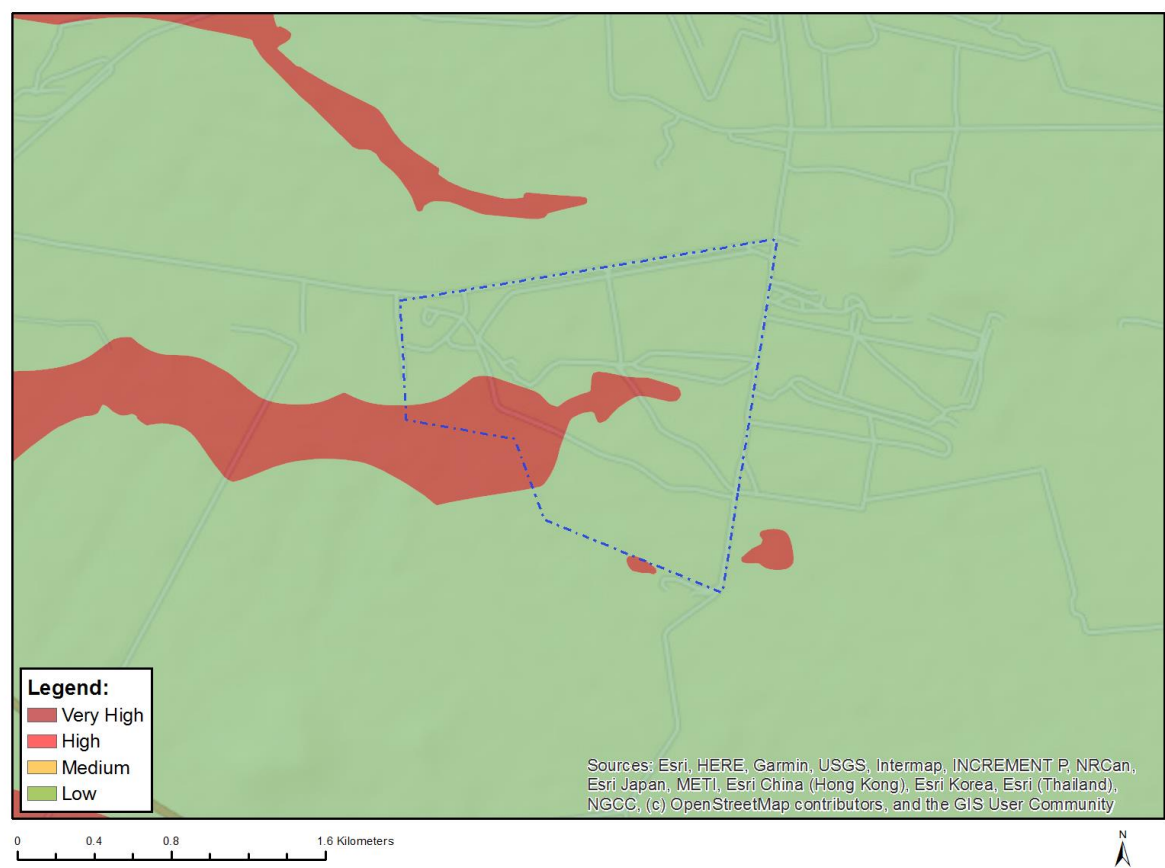 Legend:
Very High
High
Medium
Low
Sources: Esri, HERE, Garmin, USGS, Intermap, INCREMENT P, NRCan,
Esri Japan, METI, Esri China (Hong Kong), Esri Korea, Esri (Thailand),
NGCC, (c) OpenStreetMap contributors, and the GIS User Community
0 0.4 0.8 1.6 Kilometers
N